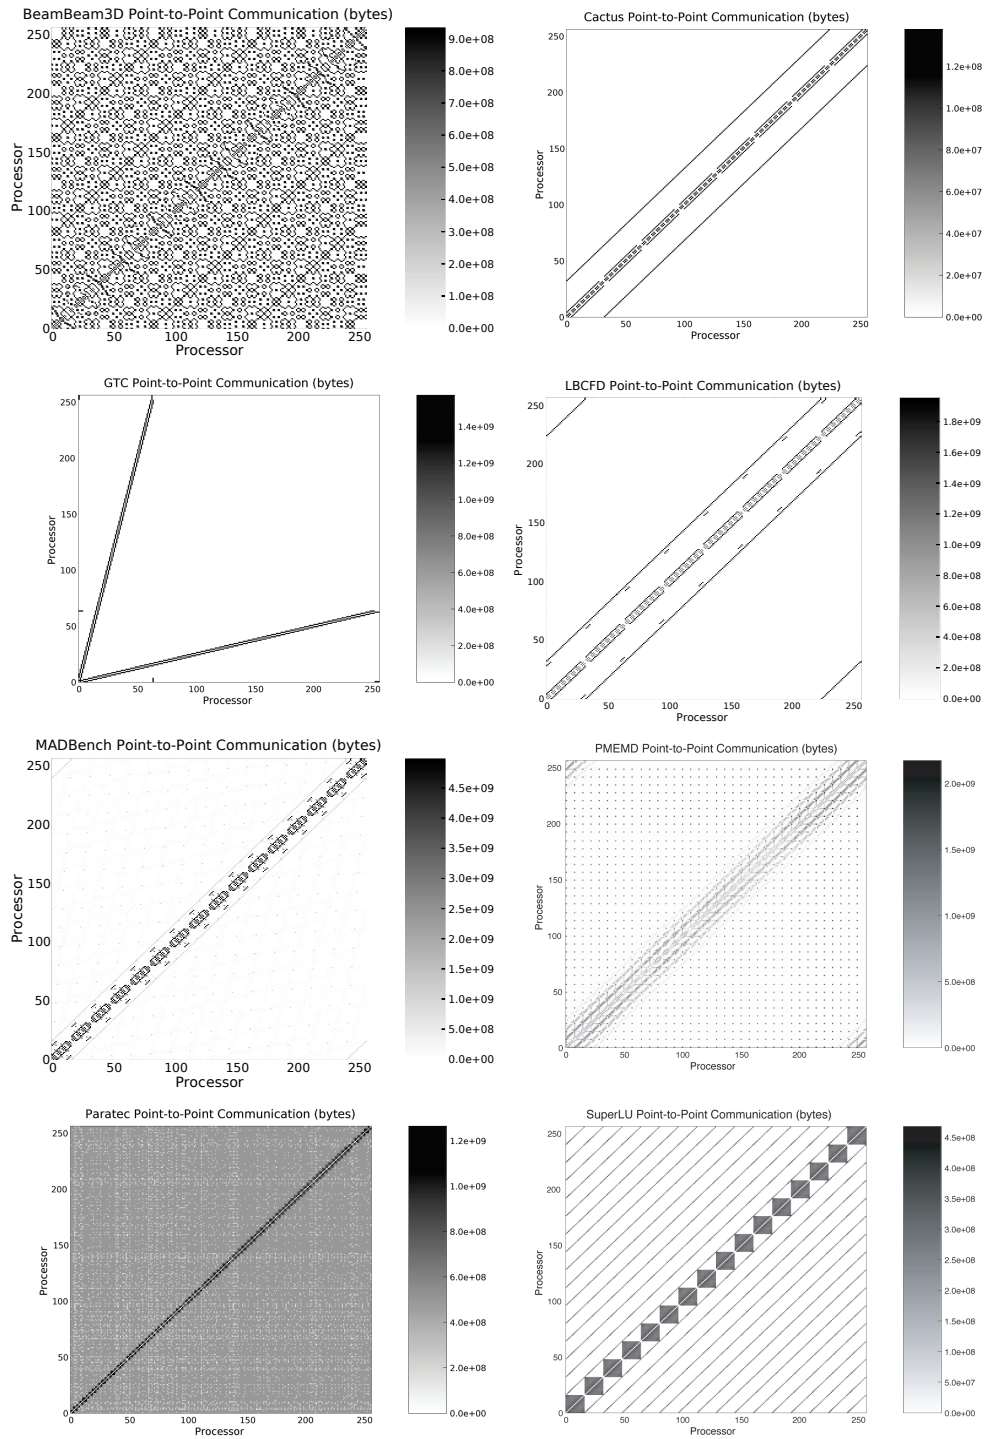 BeamBeam3D Point-to-Point Communication (bytes)
250
200
150
100
50
0
Processor
0 50 100 150 200 250
Processor
9.0e+08
8.0e+08
7.0e+08
6.0e+08
5.0e+08
4.0e+08
3.0e+08
2.0e+08
1.0e+08
0.0e+00
Cactus Point-to-Point Communication (bytes)
250
200
150
100
50
0
Processor
0 50 100 150 200 250
Processor
1.2e+08
1.0e+08
8.0e+07
6.0e+07
4.0e+07
2.0e+07
0.0e+00
GTC Point-to-Point Communication (bytes)
250
200
150
100
50
0
Processor
0 50 100 150 200 250
Processor
1.4e+09
1.2e+09
1.0e+09
8.0e+08
6.0e+08
4.0e+08
2.0e+08
0.0e+00
LBCFD Point-to-Point Communication (bytes)
250
200
150
100
50
0
Processor
0 50 100 150 200 250
Processor
1.8e+09
1.6e+09
1.4e+09
1.2e+09
1.0e+09
8.0e+08
6.0e+08
4.0e+08
2.0e+08
0.0e+00
MADBench Point-to-Point Communication (bytes)
250
200
150
100
50
0
Processor
0 50 100 150 200 250
Processor
4.5e+09
4.0e+09
3.5e+09
3.0e+09
2.5e+09
2.0e+09
1.5e+09
1.0e+09
5.0e+08
0.0e+00
PMEMD Point-to-Point Communication (bytes)
250
200
150
100
50
0
Processor
0 50 100 150 200 250
Processor
2.0e+09
1.5e+09
1.0e+09
5.0e+08
0.0e+00
Paratec Point-to-Point Communication (bytes)
250
200
150
100
50
0
Processor
0 50 100 150 200 250
Processor
1.2e+09
1.0e+09
8.0e+08
6.0e+08
4.0e+08
2.0e+08
0.0e+00
SuperLU Point-to-Point Communication (bytes)
250
200
150
100
50
0
Processor
0 50 100 150 200 250
Processor
4.5e+08
4.0e+08
3.5e+08
3.0e+08
2.5e+08
2.0e+08
1.5e+08
1.0e+08
5.0e+07
0.0e+00